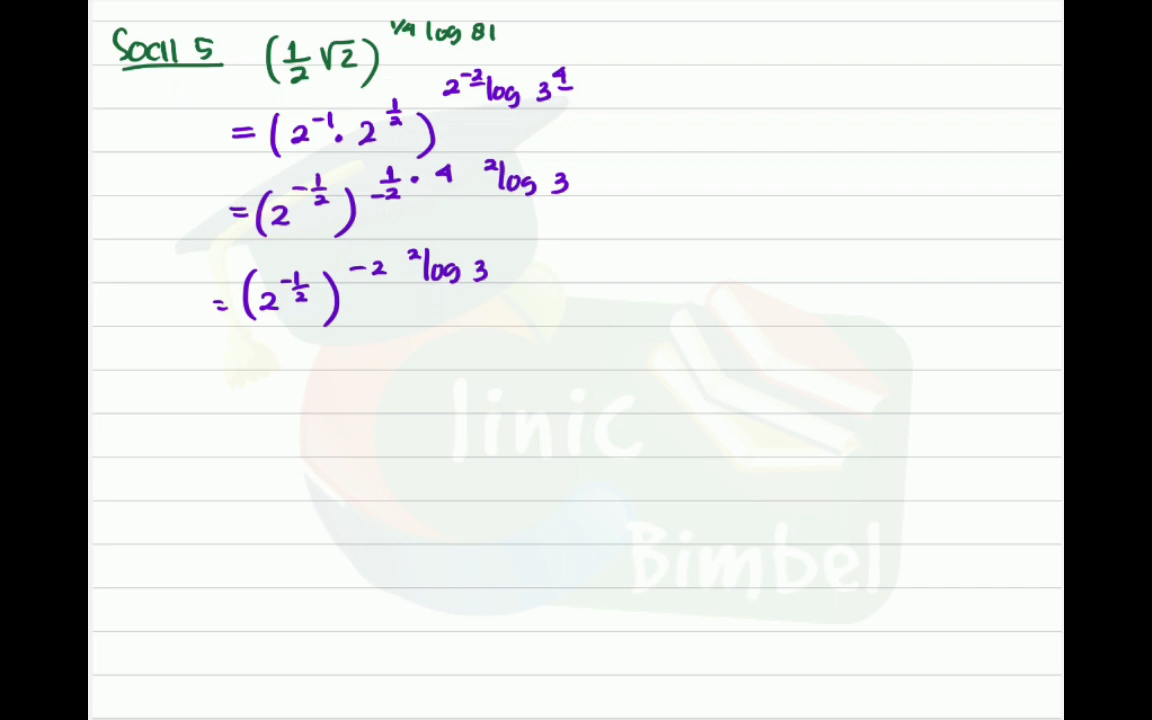 Soall 5 (1/2 √2)^(1/4 log 81)
= (2^-1 . 2^(1/2))^(2^-2 log 3^4)
= (2^(-1/2))^(1/-2 . 4 ²log 3)
= (2^(-1/2))^(-2 ²log 3)
linic
Bimbel